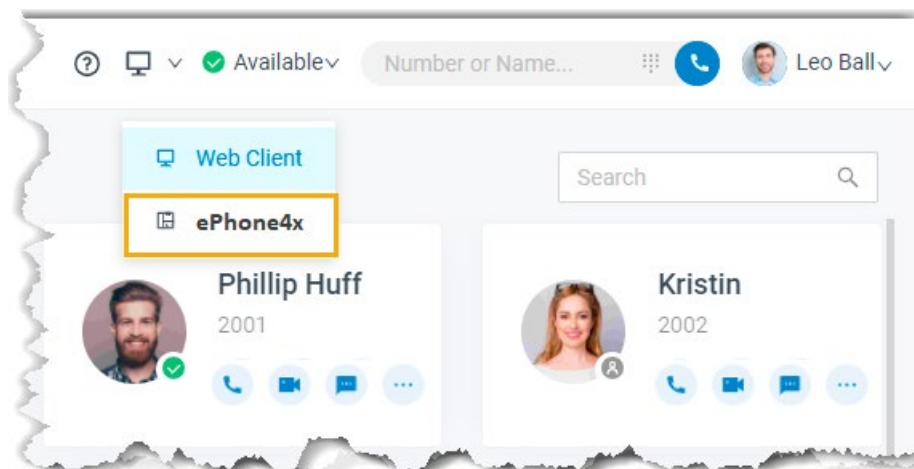 Available
Number or Name...
Leo Ball
Web Client
Search
ePhone4x
Phillip Huff
Kristin
2001
2002